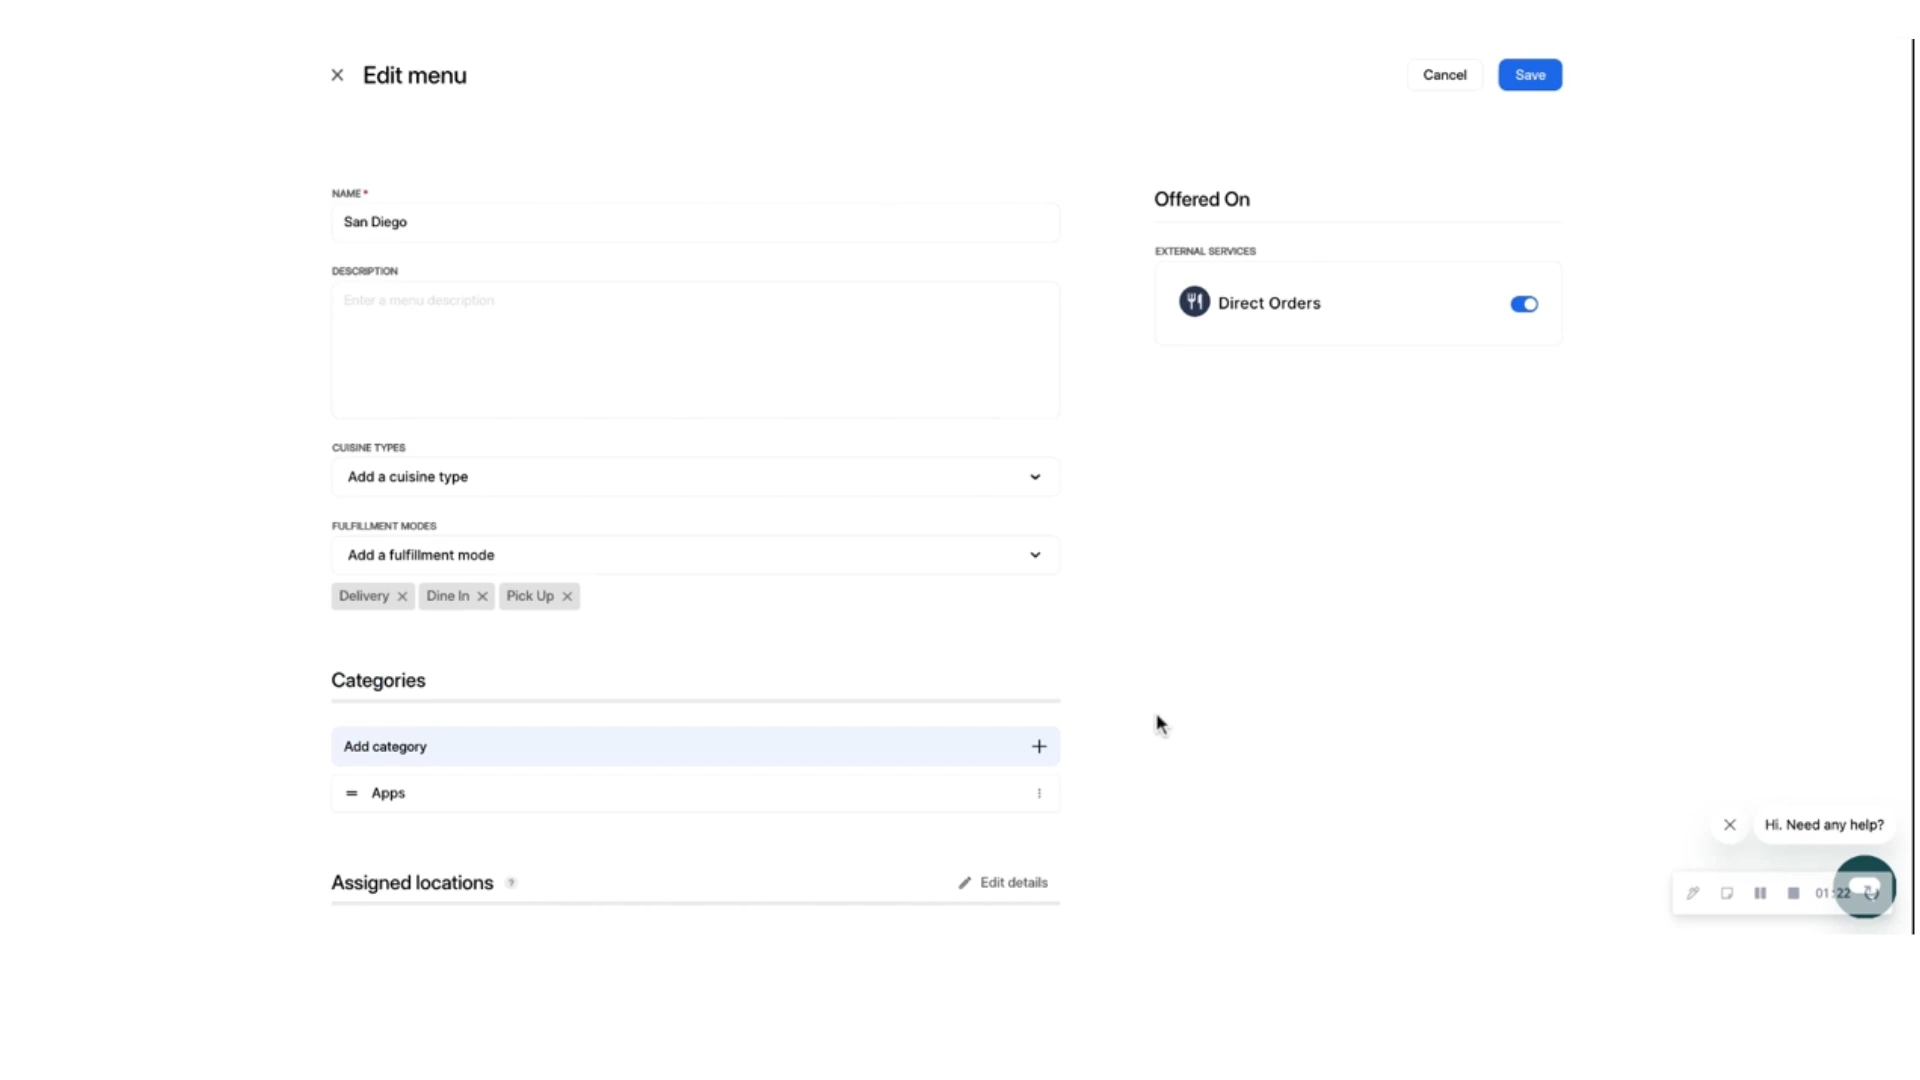 Edit menu
Cancel
Save
NAME *
San Diego
DESCRIPTION
Enter a menu description
CUISINE TYPES
Add a cuisine type
FULFILLMENT MODES
Add a fulfillment mode
Delivery
Dine In
Pick Up
Categories
Add category
Apps
Assigned locations ?
Edit details
Offered On
EXTERNAL SERVICES
Direct Orders
Hi. Need any help?
01:22